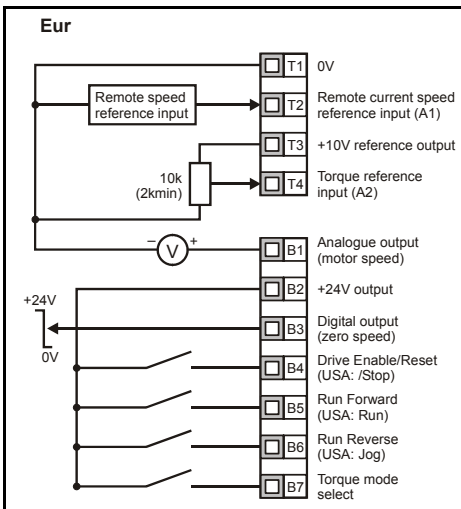 Eur
T1 0V
Remote speed
reference input
T2 Remote current speed
reference input (A1)
T3 +10V reference output
10k
(2kmin)
T4 Torque reference
input (A2)
− V +
B1 Analogue output
(motor speed)
B2 +24V output
+24V
0V
B3 Digital output
(zero speed)
B4 Drive Enable/Reset
(USA: /Stop)
B5 Run Forward
(USA: Run)
B6 Run Reverse
(USA: Jog)
B7 Torque mode
select